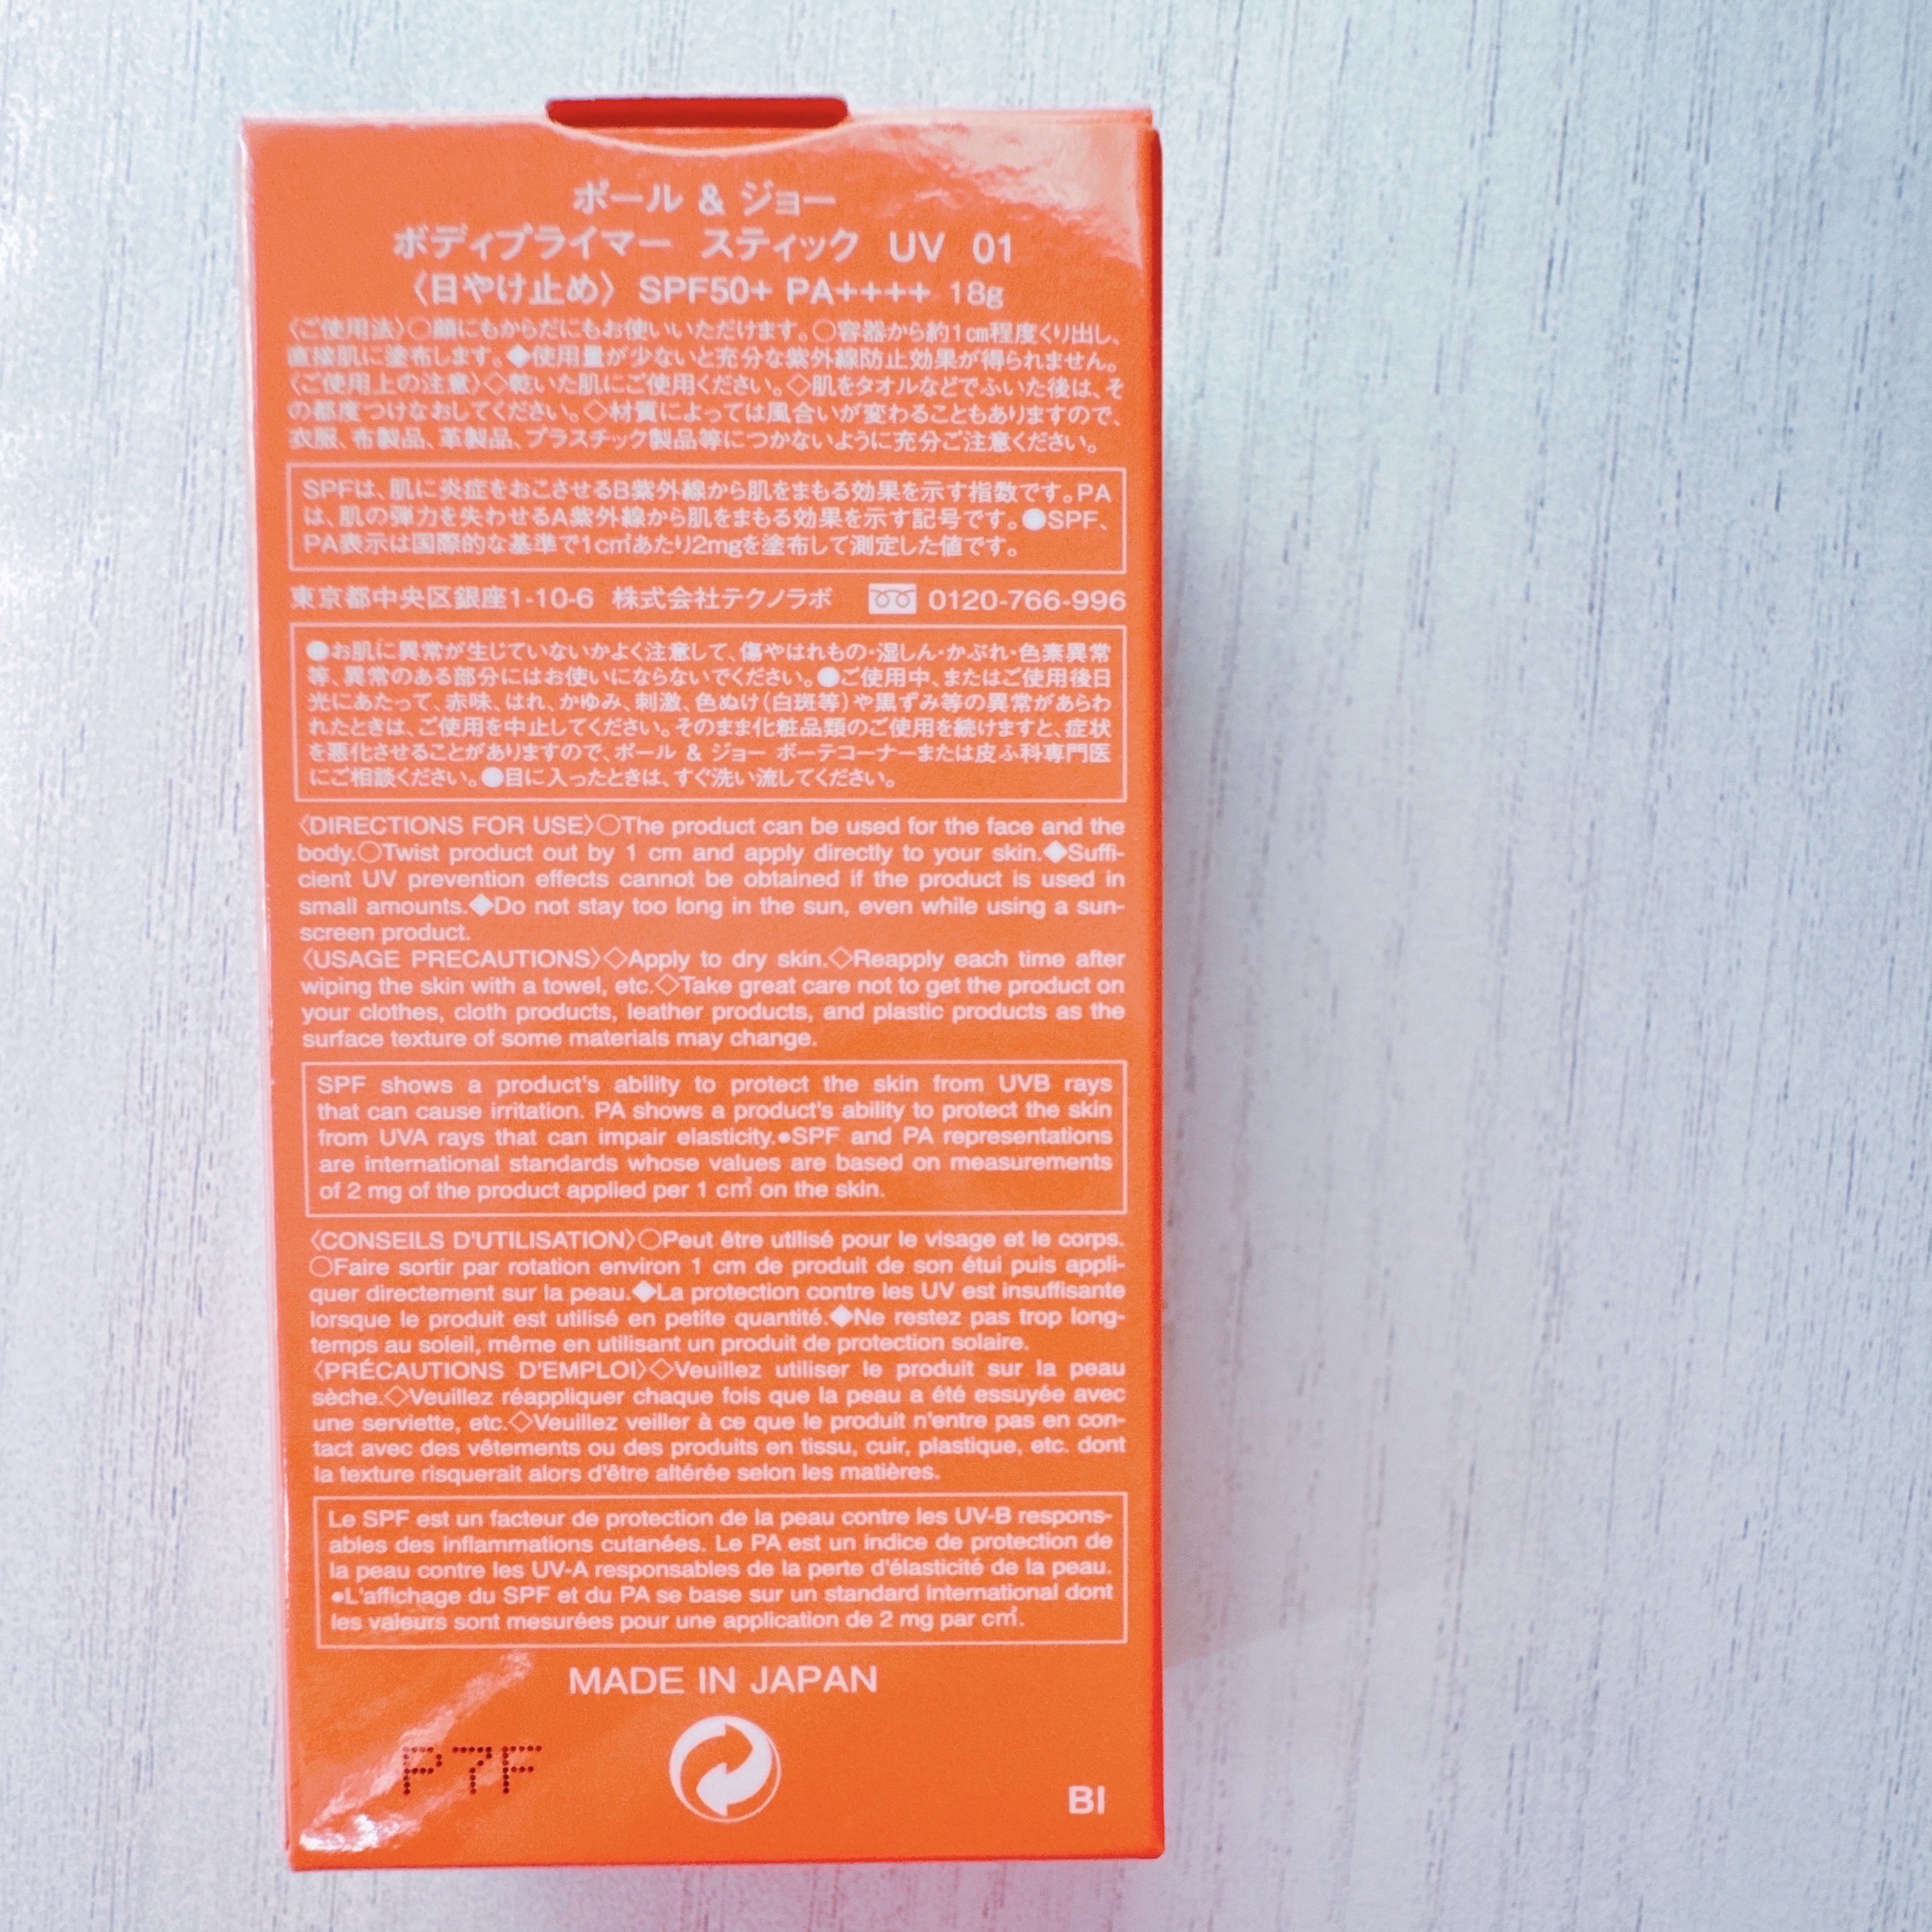 ポール & ジョー
ボディプライマー スティック UV 01
〈日やけ止め〉 SPF50+ PA++++ 18g
〈ご使用法〉○顔にもからだにもお使いいただけます。○容器から約1cm程度くり出し、
直接肌に塗布します。◆使用量が少ないと充分な紫外線防止効果が得られません。
〈ご使用上の注意〉◇乾いた肌にご使用ください。◇肌をタオルなどでふいた後は、そ
の都度つけなおしてください。◇材質によっては風合いが変わることもありますので、
衣服、布製品、革製品、プラスチック製品等につかないように充分ご注意ください。
SPFは、肌に炎症をおこさせるB紫外線から肌をまもる効果を示す指数です。PA
は、肌の弾力を失わせるA紫外線から肌をまもる効果を示す記号です。●SPF、
PA表示は国際的な基準で1c㎡あたり2mgを塗布して測定した値です。
東京都中央区銀座1-10-6 株式会社テクノラボ 0120-766-996
●お肌に異常が生じていないかよく注意して、傷やはれもの・湿しん・かぶれ・色素異常
等、異常のある部分にはお使いにならないでください。●ご使用中、またはご使用後日
光にあたって、赤味、はれ、かゆみ、刺激、色ぬけ(白斑等)や黒ずみ等の異常があらわ
れたときは、ご使用を中止してください。そのまま化粧品類のご使用を続けますと、症状
を悪化させることがありますので、ポール & ジョー ボーテコーナーまたは皮ふ科専門医
にご相談ください。●目に入ったときは、すぐ洗い流してください。
〈DIRECTIONS FOR USE〉○The product can be used for the face and the
body.○Twist product out by 1 cm and apply directly to your skin.◆Suffi-
cient UV prevention effects cannot be obtained if the product is used in
small amounts.◆Do not stay too long in the sun, even while using a sun-
screen product.
〈USAGE PRECAUTIONS〉◇Apply to dry skin.◇Reapply each time after
wiping the skin with a towel, etc.◇Take great care not to get the product on
your clothes, cloth products, leather products, and plastic products as the
surface texture of some materials may change.
SPF shows a product's ability to protect the skin from UVB rays
that can cause irritation. PA shows a product's ability to protect the skin
from UVA rays that can impair elasticity.●SPF and PA representations
are international standards whose values are based on measurements
of 2 mg of the product applied per 1 c㎡ on the skin.
〈CONSEILS D'UTILISATION〉○Peut être utilisé pour le visage et le corps.
○Faire sortir par rotation environ 1 cm de produit de son étui puis appli-
quer directement sur la peau.◆La protection contre les UV est insuffisante
lorsque le produit est utilisé en petite quantité.◆Ne restez pas trop long-
temps au soleil, même en utilisant un produit de protection solaire.
〈PRÉCAUTIONS D'EMPLOI〉◇Veuillez utiliser le produit sur la peau
sèche.◇Veuillez réappliquer chaque fois que la peau a été essuyée avec
une serviette, etc.◇Veuillez veiller à ce que le produit n'entre pas en con-
tact avec des vêtements ou des produits en tissu, cuir, plastique, etc. dont
la texture risquerait alors d'être altérée selon les matières.
Le SPF est un facteur de protection de la peau contre les UV-B respons-
ables des inflammations cutanées. Le PA est un indice de protection de
la peau contre les UV-A responsables de la perte d'élasticité de la peau.
●L'affichage du SPF et du PA se base sur un standard international dont
les valeurs sont mesurées pour une application de 2 mg par c㎡.
MADE IN JAPAN
P7F
BI